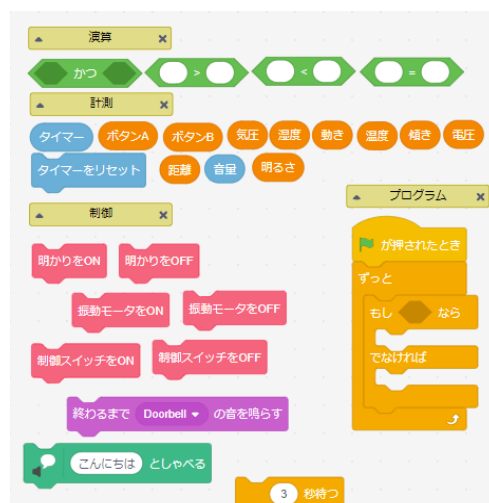 演算
かつ
>
<
=
計測
タイマー ボタンA ボタンB 気圧 湿度 動き 温度 傾き 電圧
タイマーをリセット 距離 音量 明るさ
制御
明かりをON 明かりをOFF
振動モータをON 振動モータをOFF
制御スイッチをON 制御スイッチをOFF
終わるまで Doorbell の音を鳴らす
こんにちは としゃべる
3 秒待つ
プログラム
が押されたとき
ずっと
もし なら
でなければ